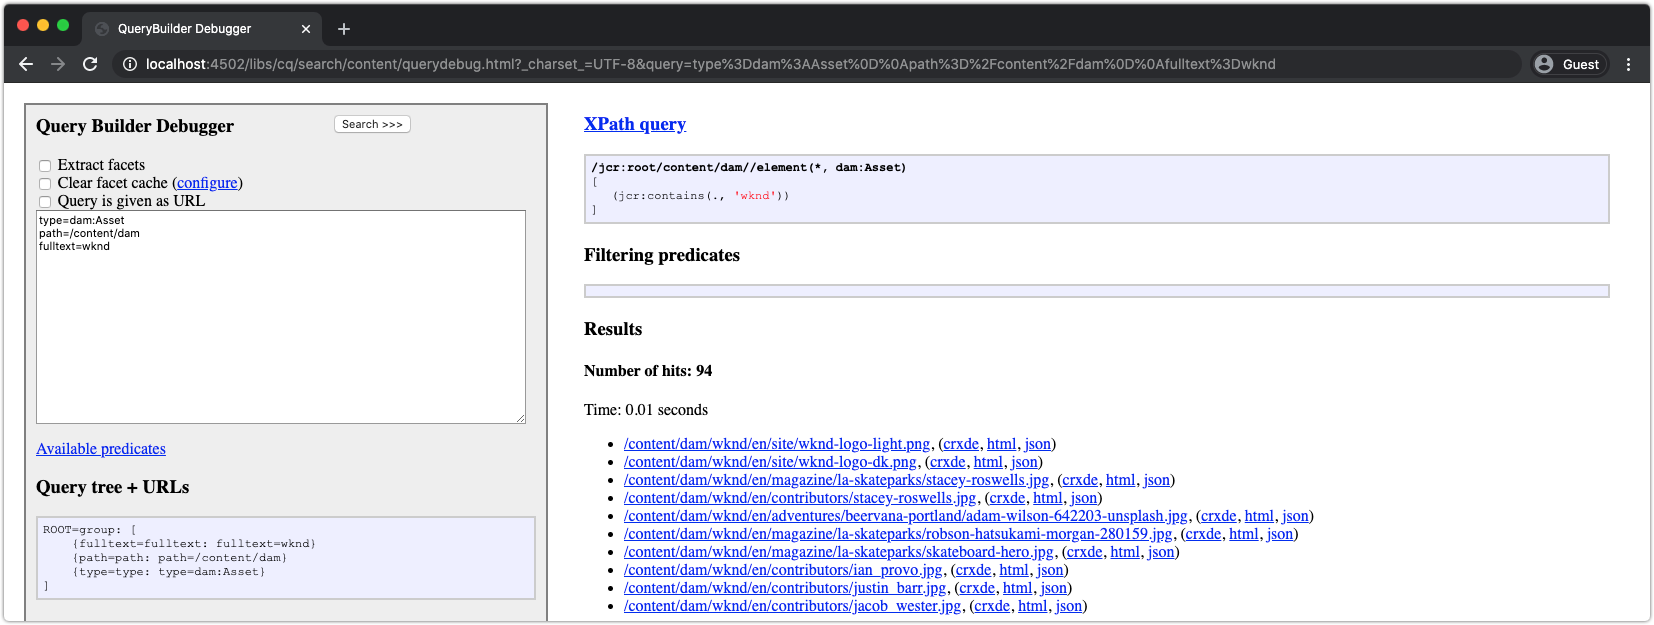 QueryBuilder Debugger
localhost:4502/libs/cq/search/content/querydebug.html?_charset_=UTF-8&query=type%3Ddam%3AAsset%0D%0Apath%3D%2Fcontent%2Fdam%0D%0Afulltext%3Dwknd
Guest
Query Builder Debugger
Search >>>
Extract facets
Clear facet cache (configure)
Query is given as URL
type=dam:Asset
path=/content/dam
fulltext=wknd
Available predicates
Query tree + URLs
ROOT=group: [
{fulltext=fulltext: fulltext=wknd}
{path=path: path=/content/dam}
{type=type: type=dam:Asset}
]
XPath query
/jcr:root/content/dam//element(*, dam:Asset)
[
(jcr:contains(., 'wknd'))
]
Filtering predicates
Results
Number of hits: 94
Time: 0.01 seconds
/content/dam/wknd/en/site/wknd-logo-light.png, (crxde, html, json)
/content/dam/wknd/en/site/wknd-logo-dk.png, (crxde, html, json)
/content/dam/wknd/en/magazine/la-skateparks/stacey-roswells.jpg, (crxde, html, json)
/content/dam/wknd/en/contributors/stacey-roswells.jpg, (crxde, html, json)
/content/dam/wknd/en/adventures/beervana-portland/adam-wilson-642203-unsplash.jpg, (crxde, html, json)
/content/dam/wknd/en/magazine/la-skateparks/robson-hatsukami-morgan-280159.jpg, (crxde, html, json)
/content/dam/wknd/en/magazine/la-skateparks/skateboard-hero.jpg, (crxde, html, json)
/content/dam/wknd/en/contributors/ian_provo.jpg, (crxde, html, json)
/content/dam/wknd/en/contributors/justin_barr.jpg, (crxde, html, json)
/content/dam/wknd/en/contributors/jacob_wester.jpg, (crxde, html, json)